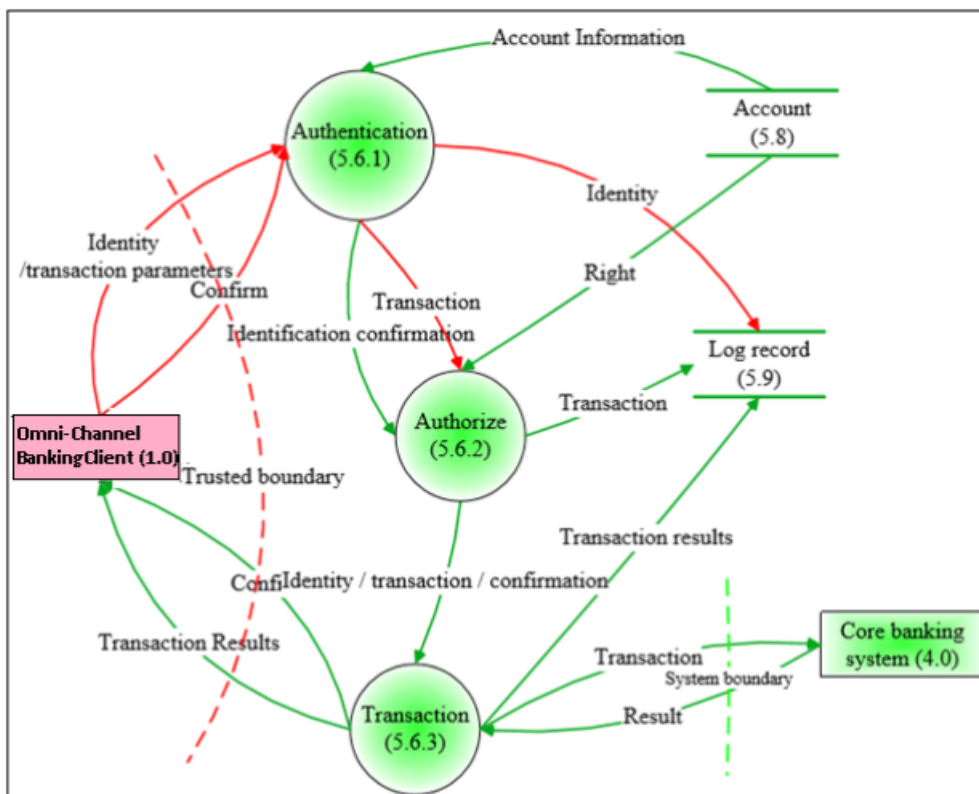 Account Information
Authentication
(5.6.1)
Account
(5.8)
Identity
Identity
/transaction parameters
Confirm
Right
Transaction
Identification confirmation
Log record
(5.9)
Transaction
Authorize
(5.6.2)
Omni-Channel
BankingClient (1.0)
Trusted boundary
Transaction results
Confi
Identity / transaction / confirmation
Transaction Results
Core banking
system (4.0)
Transaction
System boundary
Result
Transaction
(5.6.3)